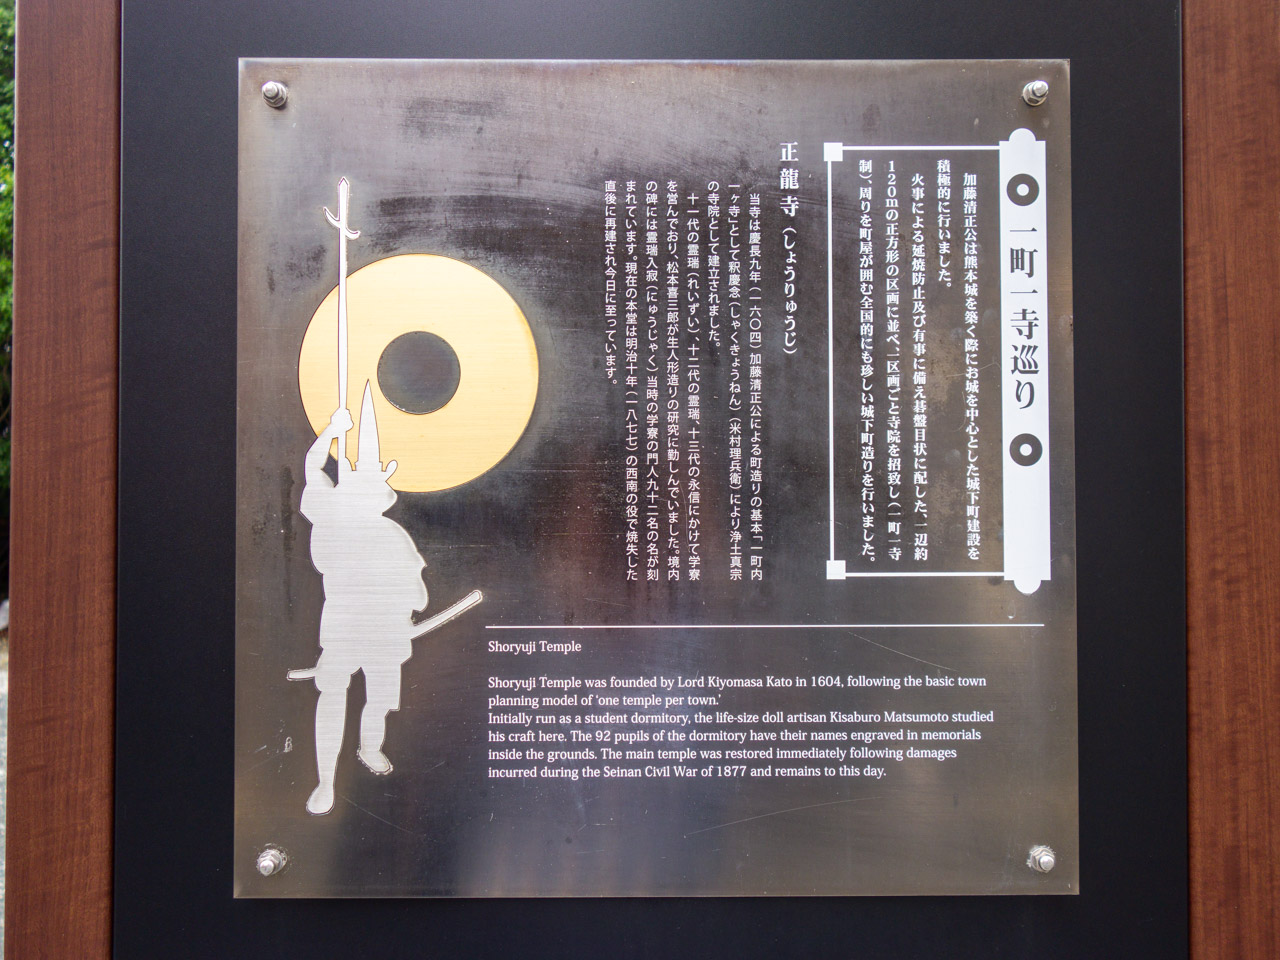 一町一寺巡り
加藤清正公は熊本城を築く際にお城を中心とした城下町建設を
積極的に行いました。
火事による延焼防止及び有事に備え碁盤目状に配した、一辺約
120mの正方形の区画に並べ、一区画ごと寺院を招致し(一町一寺
制)、周りを町屋が囲む全国的にも珍しい城下町造りを行いました。
正龍寺(しょうりゅうじ)
当寺は慶長九年(一六〇四)加藤清正公による町造りの基本「一町内
一ヶ寺」として釈慶念(しゃくきょうねん)(米村理兵衛)により浄土真宗
の寺院として建立されました。
十一代の霊瑞(れいずい)、十二代の霊瑞、十三代の永信にかけて学寮
を営んでおり、松本喜三郎が生人形造りの研究に勤しんでいました。境内
の碑には霊瑞入寂(にゅうじゃく)当時の学寮の門人九十二名の名が刻
まれています。現在の本堂は明治十年(一八七七)の西南の役で焼失した
直後に再建され今日に至っています。
Shoryuji Temple
Shoryuji Temple was founded by Lord Kiyomasa Kato in 1604, following the basic town
planning model of ‘one temple per town.’
Initially run as a student dormitory, the life-size doll artisan Kisaburo Matsumoto studied
his craft here. The 92 pupils of the dormitory have their names engraved in memorials
inside the grounds. The main temple was restored immediately following damages
incurred during the Seinan Civil War of 1877 and remains to this day.